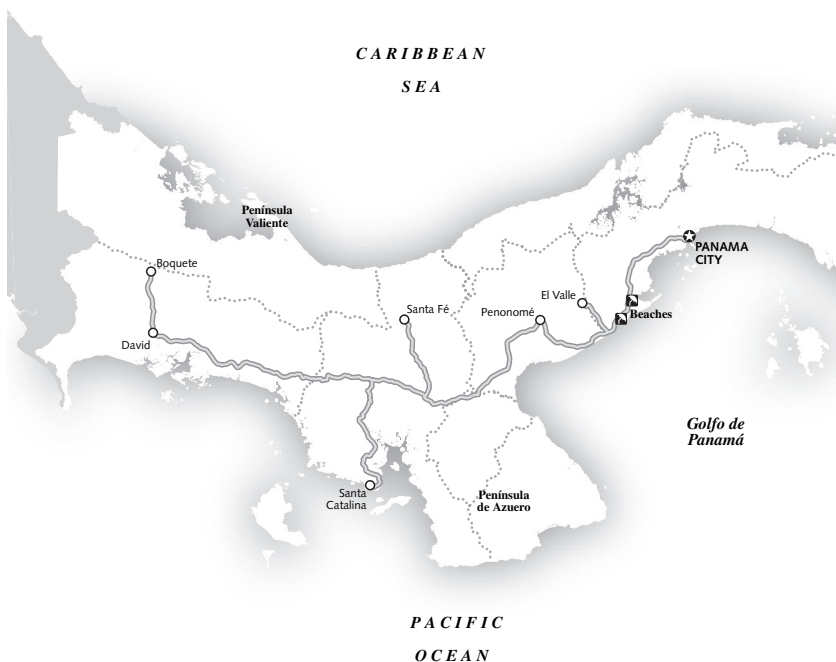 CARIBBEAN
SEA
Península
Valiente
PANAMA
CITY
Boquete
El Valle
Santa Fé
Penonomé
Beaches
David
Golfo de
Panamá
Santa
Catalina
Península
de Azuero
PACIFIC
OCEAN